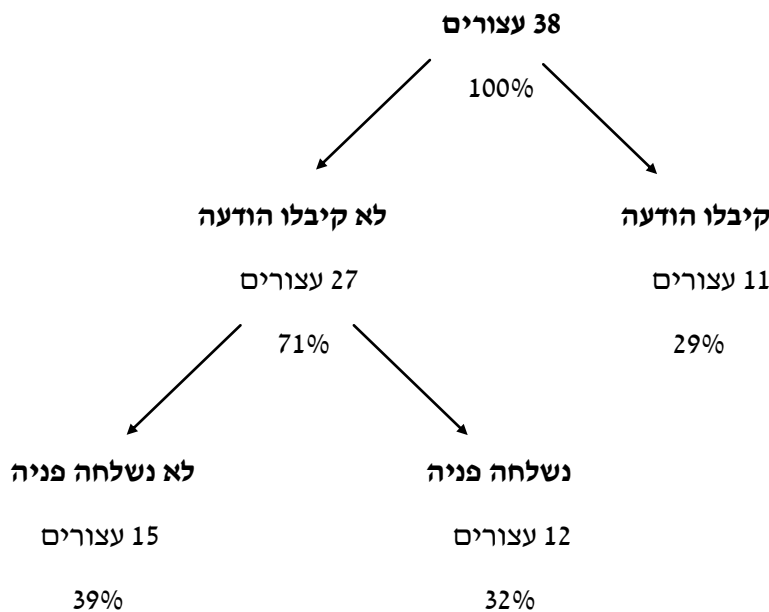 38 עצורים
100%
קיבלו הודעה
11 עצורים
29%
לא קיבלו הודעה
27 עצורים
71%
נשלחה פניה
12 עצורים
32%
לא נשלחה פניה
15 עצורים
39%